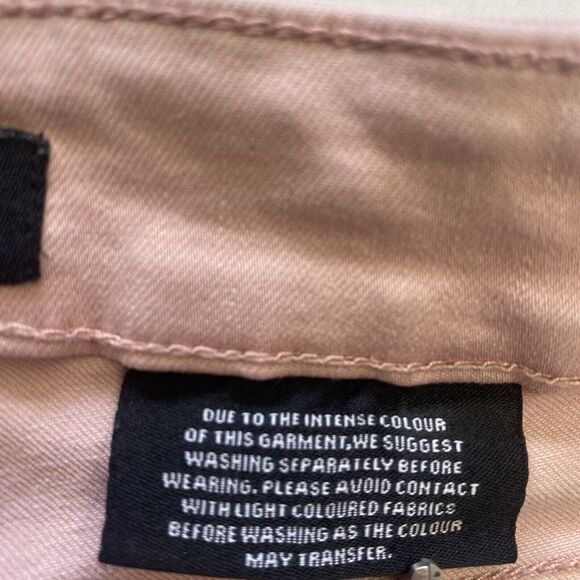 DUE TO THE INTENSE COLOUR
OF THIS GARMENT,WE SUGGEST
WASHING SEPARATELY BEFORE
WEARING. PLEASE AVOID CONTACT
WITH LIGHT COLOURED FABRICS
BEFORE WASHING AS THE COLOUR
MAY TRANSFER.